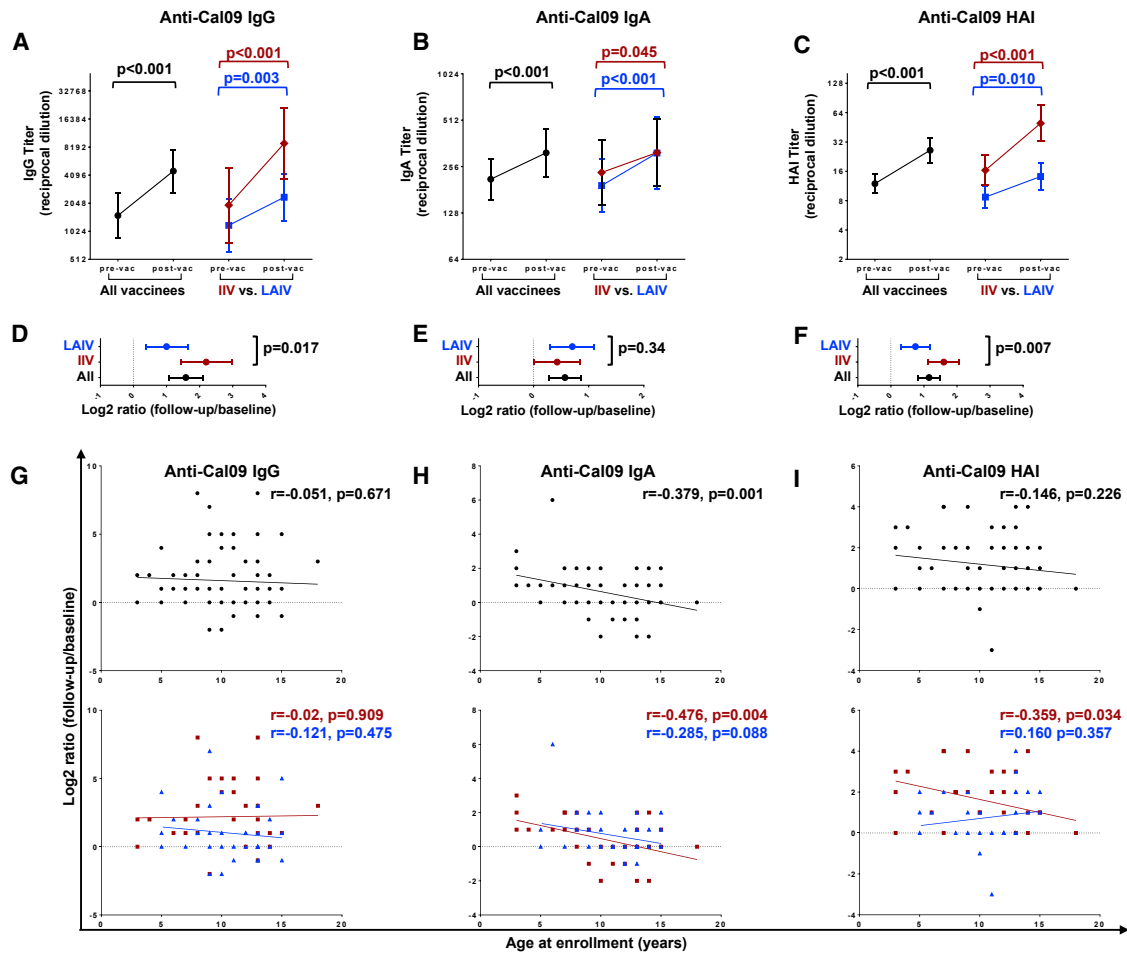 Anti-Cal09 IgG
Anti-Cal09 IgA
Anti-Cal09 HAI
A
p<0.001
p<0.001
p=0.003
IgG Titer
(reciprocal dilution)
32768
16384
8192
4096
2048
1024
512
pre-vac post-vac pre-vac post-vac
All vaccinees IIV vs. LAIV
B
p<0.001
p=0.045
p<0.001
IgA Titer
(reciprocal dilution)
1024
512
256
128
64
pre-vac post-vac pre-vac post-vac
All vaccinees IIV vs. LAIV
C
p<0.001
p<0.001
p=0.010
HAI Titer
(reciprocal dilution)
128
64
32
16
8
4
2
pre-vac post-vac pre-vac post-vac
All vaccinees IIV vs. LAIV
D
LAIV
IIV
All
p=0.017
-1 0 1 2 3 4
Log2 ratio (follow-up/baseline)
E
LAIV
IIV
All
p=0.34
-1 0 1 2
Log2 ratio (follow-up/baseline)
F
LAIV
IIV
All
p=0.007
-1 0 1 2 3 4
Log2 ratio (follow-up/baseline)
G
Anti-Cal09 IgG
r=-0.051, p=0.671
10
5
0
-5
0 5 10 15 20
H
Anti-Cal09 IgA
r=-0.379, p=0.001
8
6
4
2
0
-2
-4
0 5 10 15 20
I
Anti-Cal09 HAI
r=-0.146, p=0.226
6
4
2
0
-2
-4
0 5 10 15 20
Log2 ratio (follow-up/baseline)
r=-0.02, p=0.909
r=-0.121, p=0.475
10
5
0
-5
0 5 10 15 20
r=-0.476, p=0.004
r=-0.285, p=0.088
8
6
4
2
0
-2
-4
0 5 10 15 20
r=-0.359, p=0.034
r=0.160 p=0.357
6
4
2
0
-2
-4
0 5 10 15 20
Age at enrollment (years)